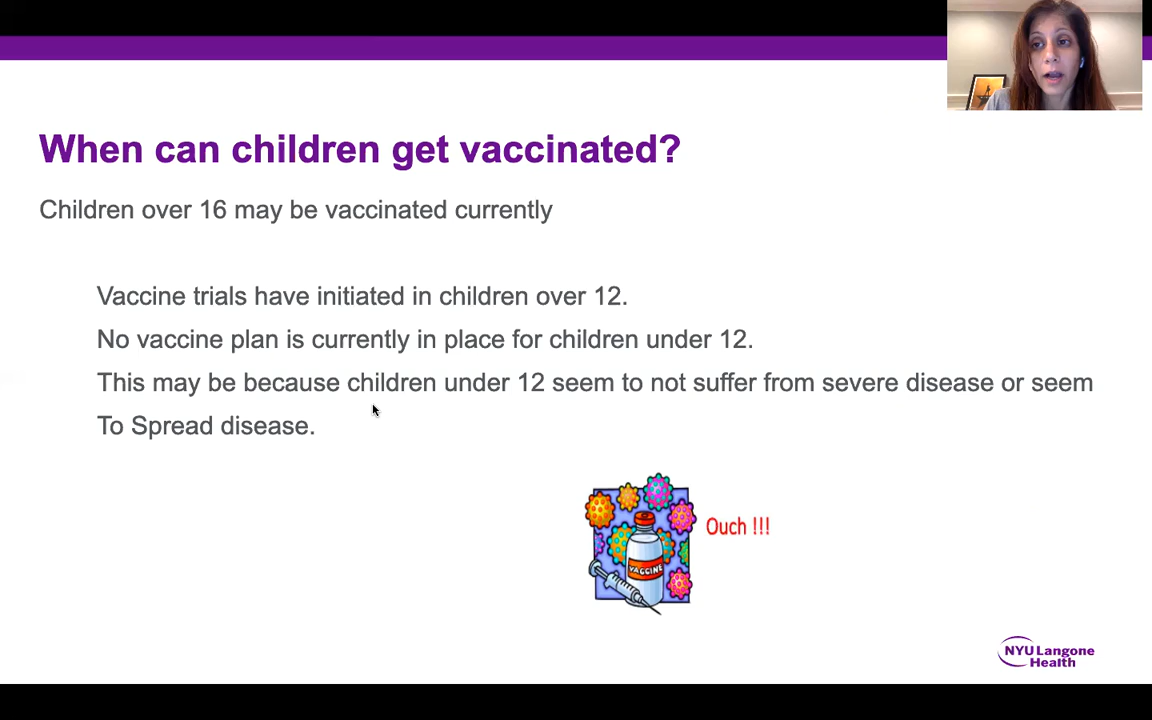 When can children get vaccinated?
Children over 16 may be vaccinated currently
Vaccine trials have initiated in children over 12.
No vaccine plan is currently in place for children under 12.
This may be because children under 12 seem to not suffer from severe disease or seem
To Spread disease.
Ouch !!!
VACCINE
NYU Langone
Health